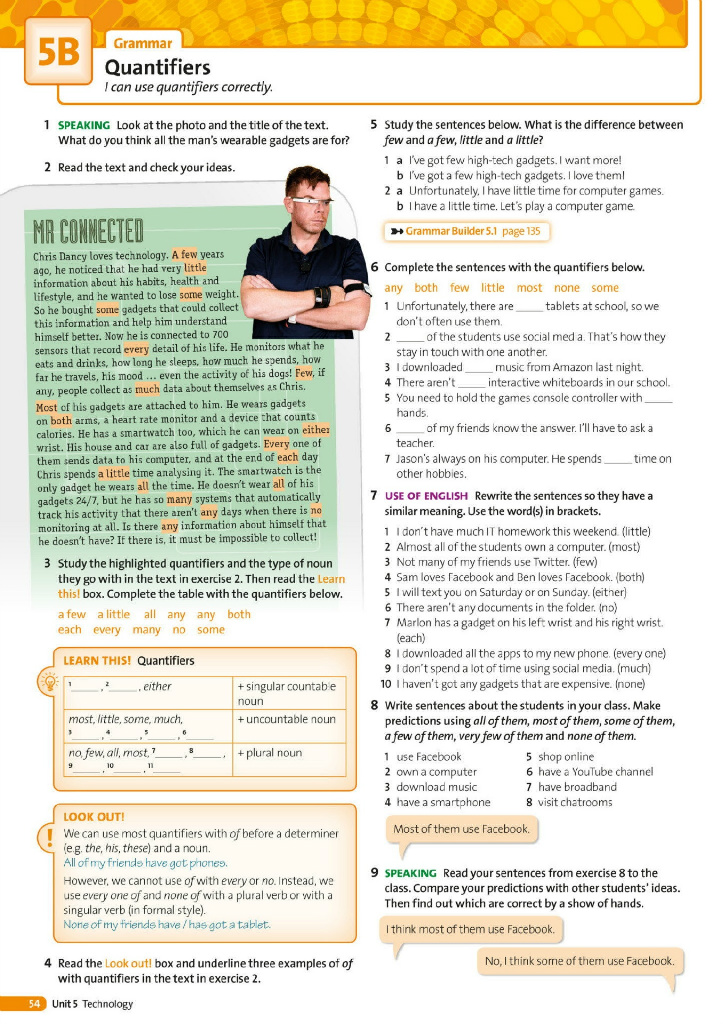 5B
Grammar
Quantifiers
I can use quantifiers correctly.
1 SPEAKING Look at the photo and the title of the text.
What do you think all the man's wearable gadgets are for?
2 Read the text and check your ideas.
MR CONNECTED
Chris Dancy loves technology. A few years
ago, he noticed that he had very little
information about his habits, health and
lifestyle, and he wanted to lose some weight.
So he bought some gadgets that could collect
this information and help him understand
himself better. Now he is connected to 700
sensors that record every detail of his life. He monitors what he
eats and drinks, how long he sleeps, how much he spends, how
far he travels, his mood ... even the activity of his dogs! Few, if
any, people collect as much data about themselves as Chris.
Most of his gadgets are attached to him. He wears gadgets
on both arms, a heart rate monitor and a device that counts
calories. He has a smartwatch too, which he can wear on either
wrist. His house and car are also full of gadgets. Every one of
them sends data to his computer, and at the end of each day
Chris spends a little time analysing it. The smartwatch is the
only gadget he wears all the time. He doesn't wear all of his
gadgets 24/7, but he has so many systems that automatically
track his activity that there aren't any days when there is no
monitoring at all. Is there any information about himself that
he doesn't have? If there is, it must be impossible to collect!
3 Study the highlighted quantifiers and the type of noun
they go with in the text in exercise 2. Then read the Learn
this! box. Complete the table with the quantifiers below.
a few a little all any any both
each every many no some
LEARN THIS! Quantifiers
1 _____, 2 _____, either + singular countable
noun
most, little, some, much, + uncountable noun
3 _____, 4 _____, 5 _____, 6 _____
no, few, all, most, 7 _____, 8 _____, + plural noun
9 _____, 10 _____, 11 _____
LOOK OUT!
We can use most quantifiers with of before a determiner
(e.g. the, his, these) and a noun.
All of my friends have got phones.
However, we cannot use of with every or no. Instead, we
use every one of and none of with a plural verb or with a
singular verb (in formal style).
None of my friends have / has got a tablet.
4 Read the Look out! box and underline three examples of of
with quantifiers in the text in exercise 2.
5 Study the sentences below. What is the difference between
few and a few, little and a little?
1 a I've got few high-tech gadgets. I want more!
b I've got a few high-tech gadgets. I love them!
2 a Unfortunately, I have little time for computer games.
b I have a little time. Let's play a computer game.
Grammar Builder 5.1 page 135
6 Complete the sentences with the quantifiers below.
any both few little most none some
1 Unfortunately, there are _____ tablets at school, so we
don't often use them.
2 _____ of the students use social media. That's how they
stay in touch with one another.
3 I downloaded _____ music from Amazon last night.
4 There aren't _____ interactive whiteboards in our school.
5 You need to hold the games console controller with _____
hands.
6 _____ of my friends know the answer. I'll have to ask a
teacher.
7 Jason's always on his computer. He spends _____ time on
other hobbies.
7 USE OF ENGLISH Rewrite the sentences so they have a
similar meaning. Use the word(s) in brackets.
1 I don't have much IT homework this weekend. (little)
2 Almost all of the students own a computer. (most)
3 Not many of my friends use Twitter. (few)
4 Sam loves Facebook and Ben loves Facebook. (both)
5 I will text you on Saturday or on Sunday. (either)
6 There aren't any documents in the folder. (no)
7 Marlon has a gadget on his left wrist and his right wrist.
(each)
8 I downloaded all the apps to my new phone. (every one)
9 I don't spend a lot of time using social media. (much)
10 I haven't got any gadgets that are expensive. (none)
8 Write sentences about the students in your class. Make
predictions using all of them, most of them, some of them,
a few of them, very few of them and none of them.
1 use Facebook
2 own a computer
3 download music
4 have a smartphone
5 shop online
6 have a YouTube channel
7 have broadband
8 visit chatrooms
Most of them use Facebook.
9 SPEAKING Read your sentences from exercise 8 to the
class. Compare your predictions with other students' ideas.
Then find out which are correct by a show of hands.
I think most of them use Facebook.
No, I think some of them use Facebook.
54 Unit 5 Technology